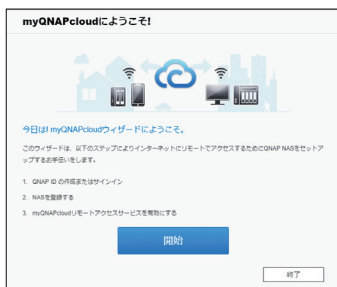 myQNAPcloudにようこそ!
今日は! myQNAPcloudウィザードにようこそ。
このウィザードは、以下のステップによりインターネットにリモートでアクセスするためにQNAP NASをセットア
ップするお手伝いをします。
1. QNAP ID の作成またはサインイン
2. NASを登録する
3. myQNAPcloudリモートアクセスサービスを有効にする
開始
終了